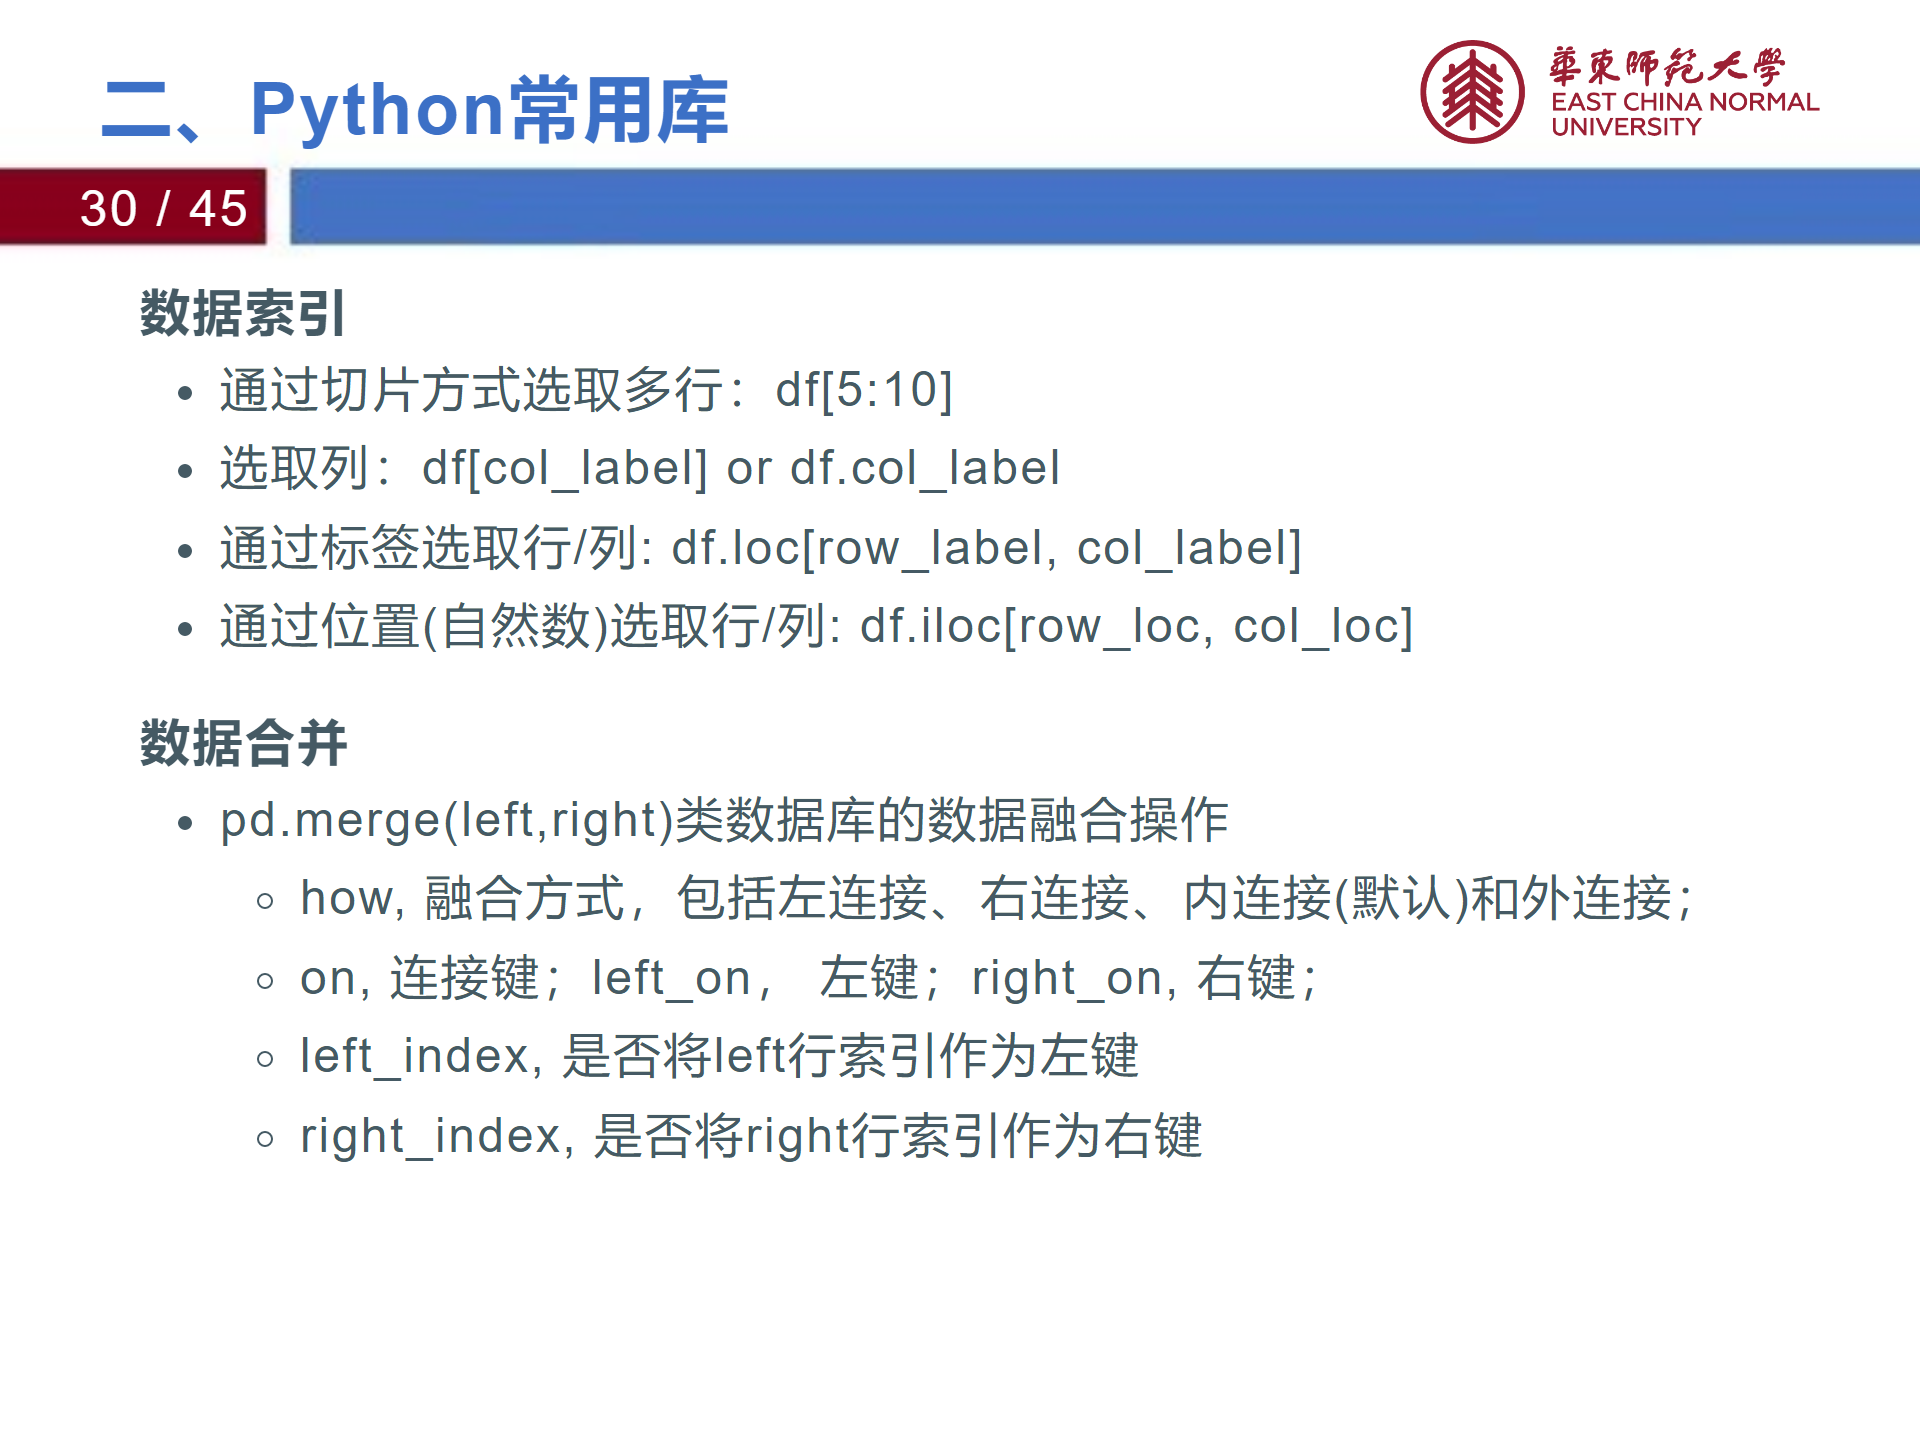 二、Python常用库
華東師範大學
EAST CHINA NORMAL
UNIVERSITY
30 / 45
数据索引
• 通过切片方式选取多行：df[5:10]
• 选取列：df[col_label] or df.col_label
• 通过标签选取行/列: df.loc[row_label, col_label]
• 通过位置(自然数)选取行/列: df.iloc[row_loc, col_loc]
数据合并
• pd.merge(left,right)类数据库的数据融合操作
◦ how, 融合方式，包括左连接、右连接、内连接(默认)和外连接；
◦ on, 连接键；left_on， 左键；right_on, 右键；
◦ left_index, 是否将left行索引作为左键
◦ right_index, 是否将right行索引作为右键